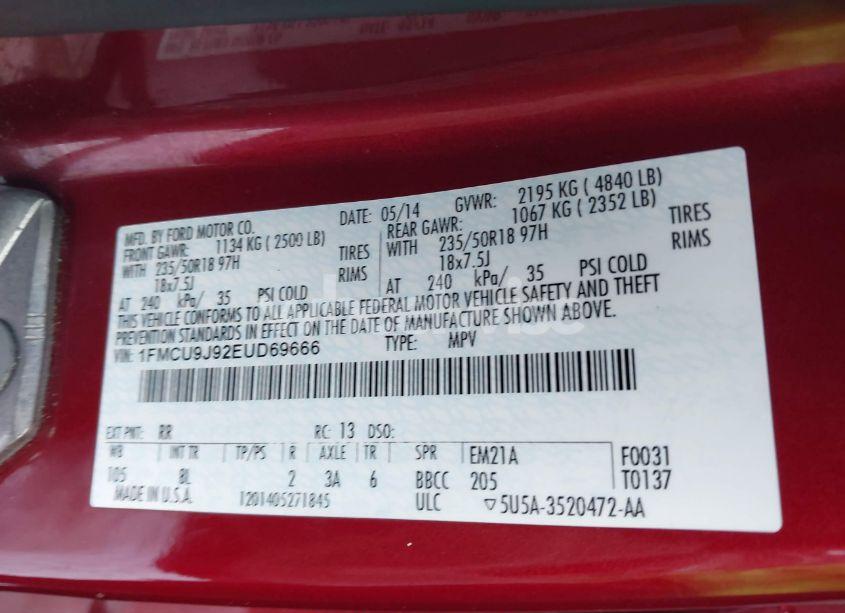 MFD. BY FORD MOTOR CO. DATE: 05/14 GVWR: 2195 KG ( 4840 LB)
FRONT GAWR: 1134 KG ( 2500 LB) REAR GAWR: 1067 KG ( 2352 LB)
WITH 235/50R18 97H TIRES WITH 235/50R18 97H TIRES
18x7.5J RIMS 18x7.5J RIMS
AT 240 kPa/ 35 PSI COLD AT 240 kPa/ 35 PSI COLD
THIS VEHICLE CONFORMS TO ALL APPLICABLE FEDERAL MOTOR VEHICLE SAFETY AND THEFT
PREVENTION STANDARDS IN EFFECT ON THE DATE OF MANUFACTURE SHOWN ABOVE.
VIN: 1FMCU9J92EUD69666 TYPE: MPV
EXT PNT: RR RC: 13 DSO:
WB INT TR TP/PS R AXLE TR SPR EM21A F0031
105 8L 2 3A 6 BBCC 205 T0137
MADE IN U.S.A. 1201405271845 ULC ▽5U5A-3520472-AA